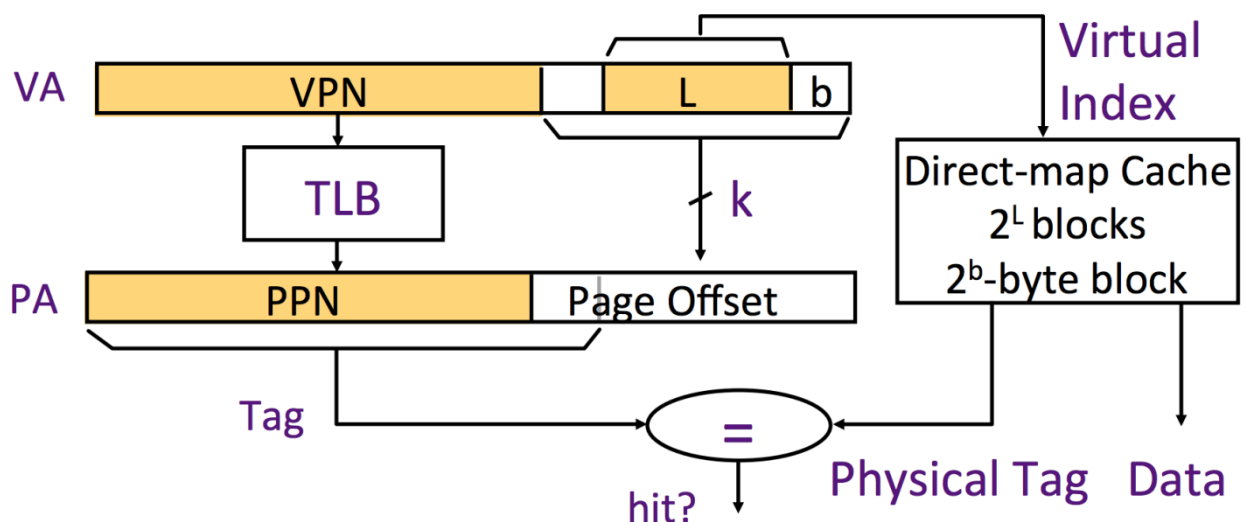 Virtual
Index
VA
VPN
L
b
TLB
k
Direct-map Cache
2ᴸ blocks
2ᵇ-byte block
PA
PPN
Page Offset
Tag
=
hit?
Physical Tag
Data